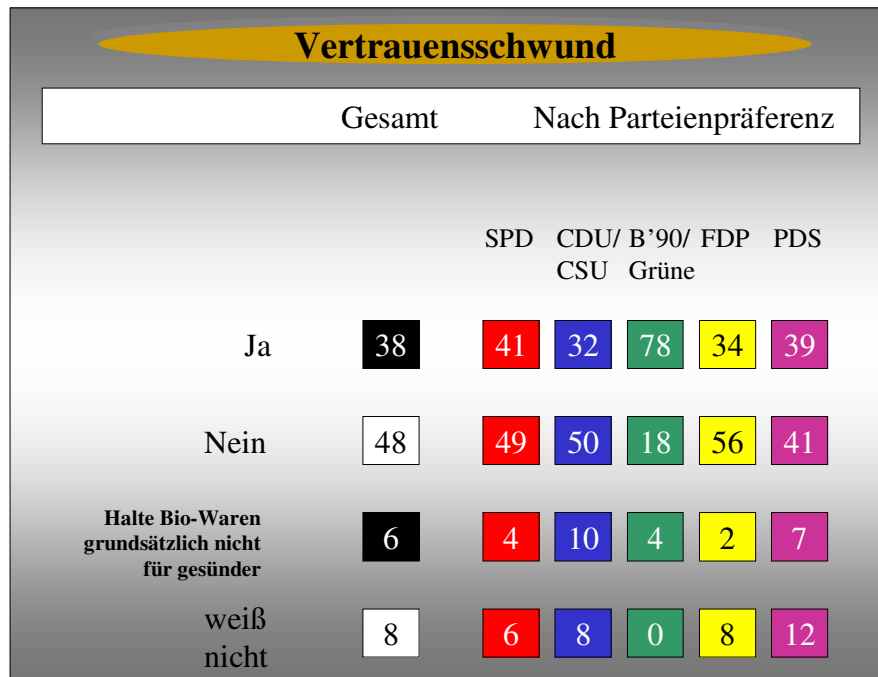 Vertrauensschwund
Gesamt Nach Parteienpräferenz
SPD CDU/ B’90/ FDP PDS
CSU Grüne
Ja 38 41 32 78 34 39
Nein 48 49 50 18 56 41
Halte Bio-Waren
grundsätzlich nicht 6 4 10 4 2 7
für gesünder
weiß
nicht 8 6 8 0 8 12